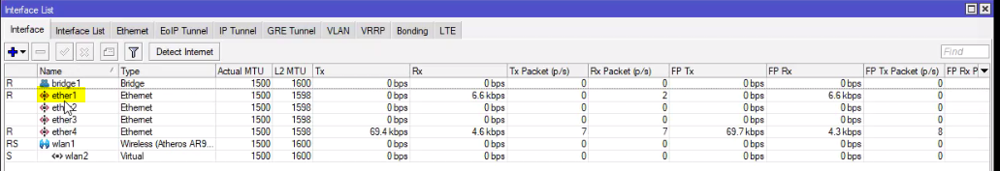 Interface List
Interface Interface List Ethernet EoIP Tunnel IP Tunnel GRE Tunnel VLAN VRRP Bonding LTE
Detect Internet Find
Name / Type Actual MTU L2 MTU Tx Rx Tx Packet (p/s) Rx Packet (p/s) FP Tx FP Rx FP Tx Packet (p/s) FP Rx P
R bridge1 Bridge 1500 1600 0 bps 0 bps 0 0 0 bps 0 bps 0
R ether1 Ethernet 1500 1598 0 bps 6.6 kbps 0 2 0 bps 6.6 kbps 0
ether2 Ethernet 1500 1598 0 bps 0 bps 0 0 0 bps 0 bps 0
ether3 Ethernet 1500 1598 0 bps 0 bps 0 0 0 bps 0 bps 0
R ether4 Ethernet 1500 1598 69.4 kbps 4.6 kbps 7 7 69.7 kbps 4.3 kbps 8
RS wlan1 Wireless (Atheros AR9... 1500 1600 0 bps 0 bps 0 0 0 bps 0 bps 0
S wlan2 Virtual 1500 1600 0 bps 0 bps 0 0 0 bps 0 bps 0